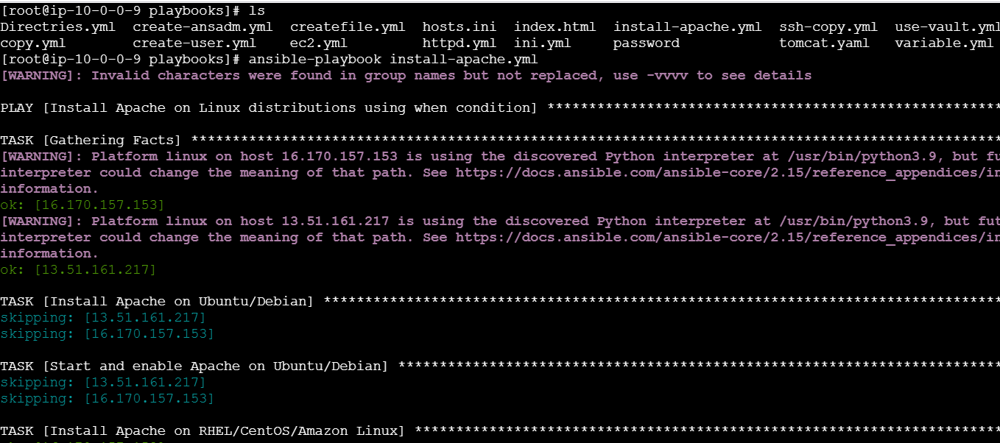 [root@ip-10-0-0-9 playbooks]# ls
Directries.yml create-ansadm.yml createfile.yml hosts.ini index.html install-apache.yml ssh-copy.yml use-vault.yml
copy.yml create-user.yml ec2.yml httpd.yml ini.yml password tomcat.yaml variable.yml
[root@ip-10-0-0-9 playbooks]# ansible-playbook install-apache.yml
[WARNING]: Invalid characters were found in group names but not replaced, use -vvvv to see details
PLAY [Install Apache on Linux distributions using when condition] *******************************************************
TASK [Gathering Facts] **************************************************************************************************
[WARNING]: Platform linux on host 16.170.157.153 is using the discovered Python interpreter at /usr/bin/python3.9, but fu
interpreter could change the meaning of that path. See https://docs.ansible.com/ansible-core/2.15/reference_appendices/in
information.
ok: [16.170.157.153]
[WARNING]: Platform linux on host 13.51.161.217 is using the discovered Python interpreter at /usr/bin/python3.9, but fut
interpreter could change the meaning of that path. See https://docs.ansible.com/ansible-core/2.15/reference_appendices/in
information.
ok: [13.51.161.217]
TASK [Install Apache on Ubuntu/Debian] **********************************************************************************
skipping: [13.51.161.217]
skipping: [16.170.157.153]
TASK [Start and enable Apache on Ubuntu/Debian] *************************************************************************
skipping: [13.51.161.217]
skipping: [16.170.157.153]
TASK [Install Apache on RHEL/CentOS/Amazon Linux] ***********************************************************************